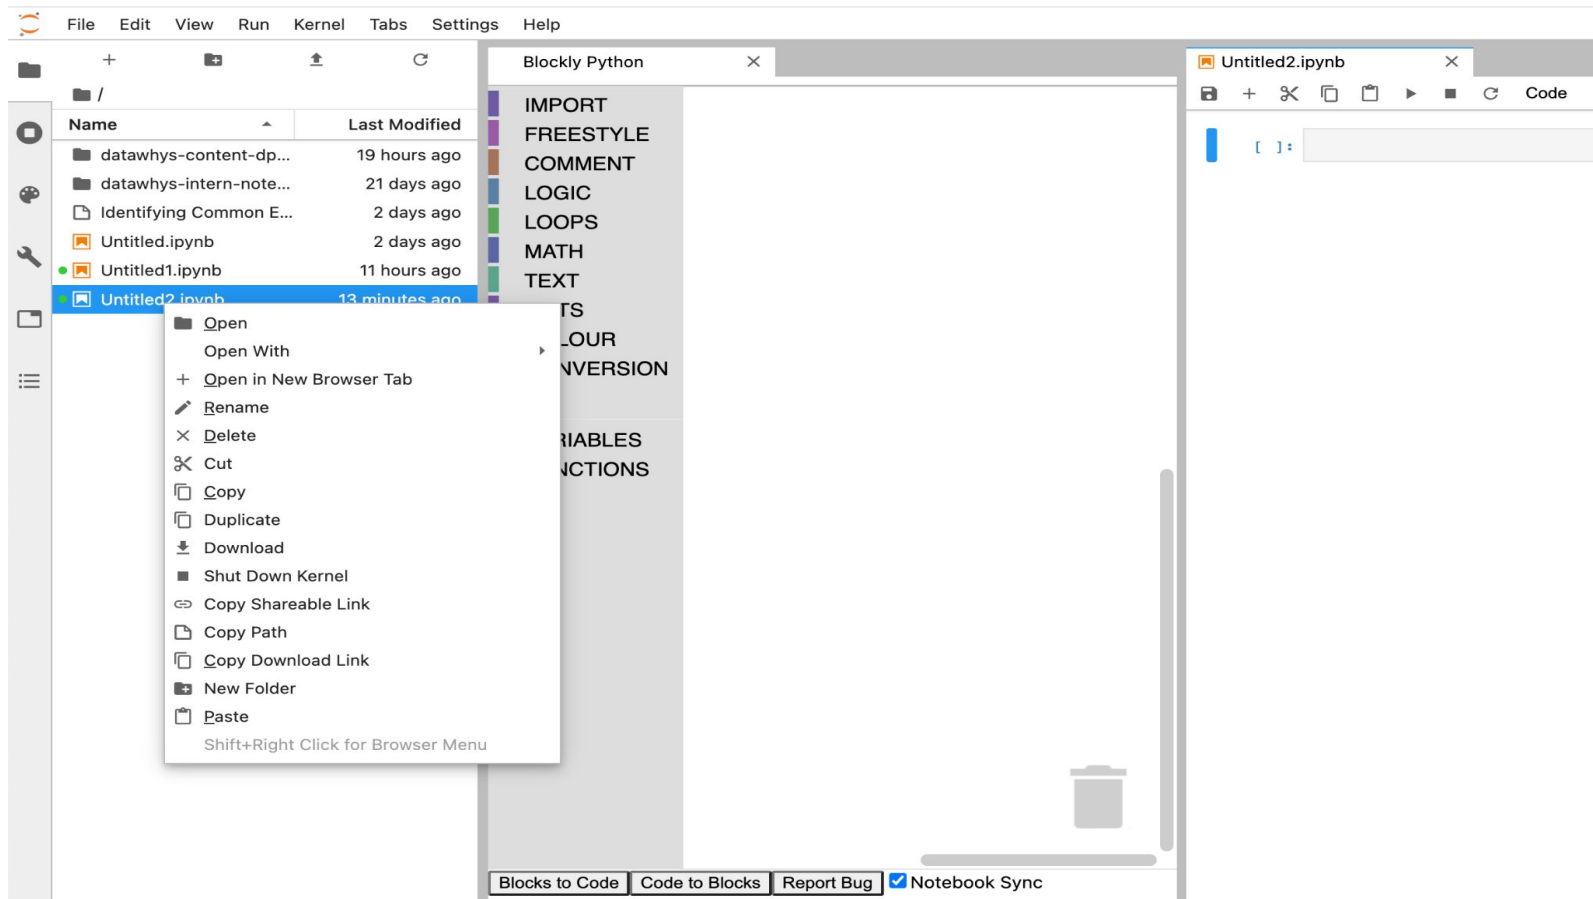 File Edit View Run Kernel Tabs Settings Help
/
Name Last Modified
datawhys-content-dp... 19 hours ago
datawhys-intern-note... 21 days ago
Identifying Common E... 2 days ago
Untitled.ipynb 2 days ago
Untitled1.ipynb 11 hours ago
Untitled2.ipynb 13 minutes ago
Open
Open With
Open in New Browser Tab
Rename
Delete
Cut
Copy
Duplicate
Download
Shut Down Kernel
Copy Shareable Link
Copy Path
Copy Download Link
New Folder
Paste
Shift+Right Click for Browser Menu
Blockly Python
IMPORT
FREESTYLE
COMMENT
LOGIC
LOOPS
MATH
TEXT
TS
LOUR
NVERSION
RIABLES
NCTIONS
Blocks to Code Code to Blocks Report Bug Notebook Sync
Untitled2.ipynb
Code
[ ]: